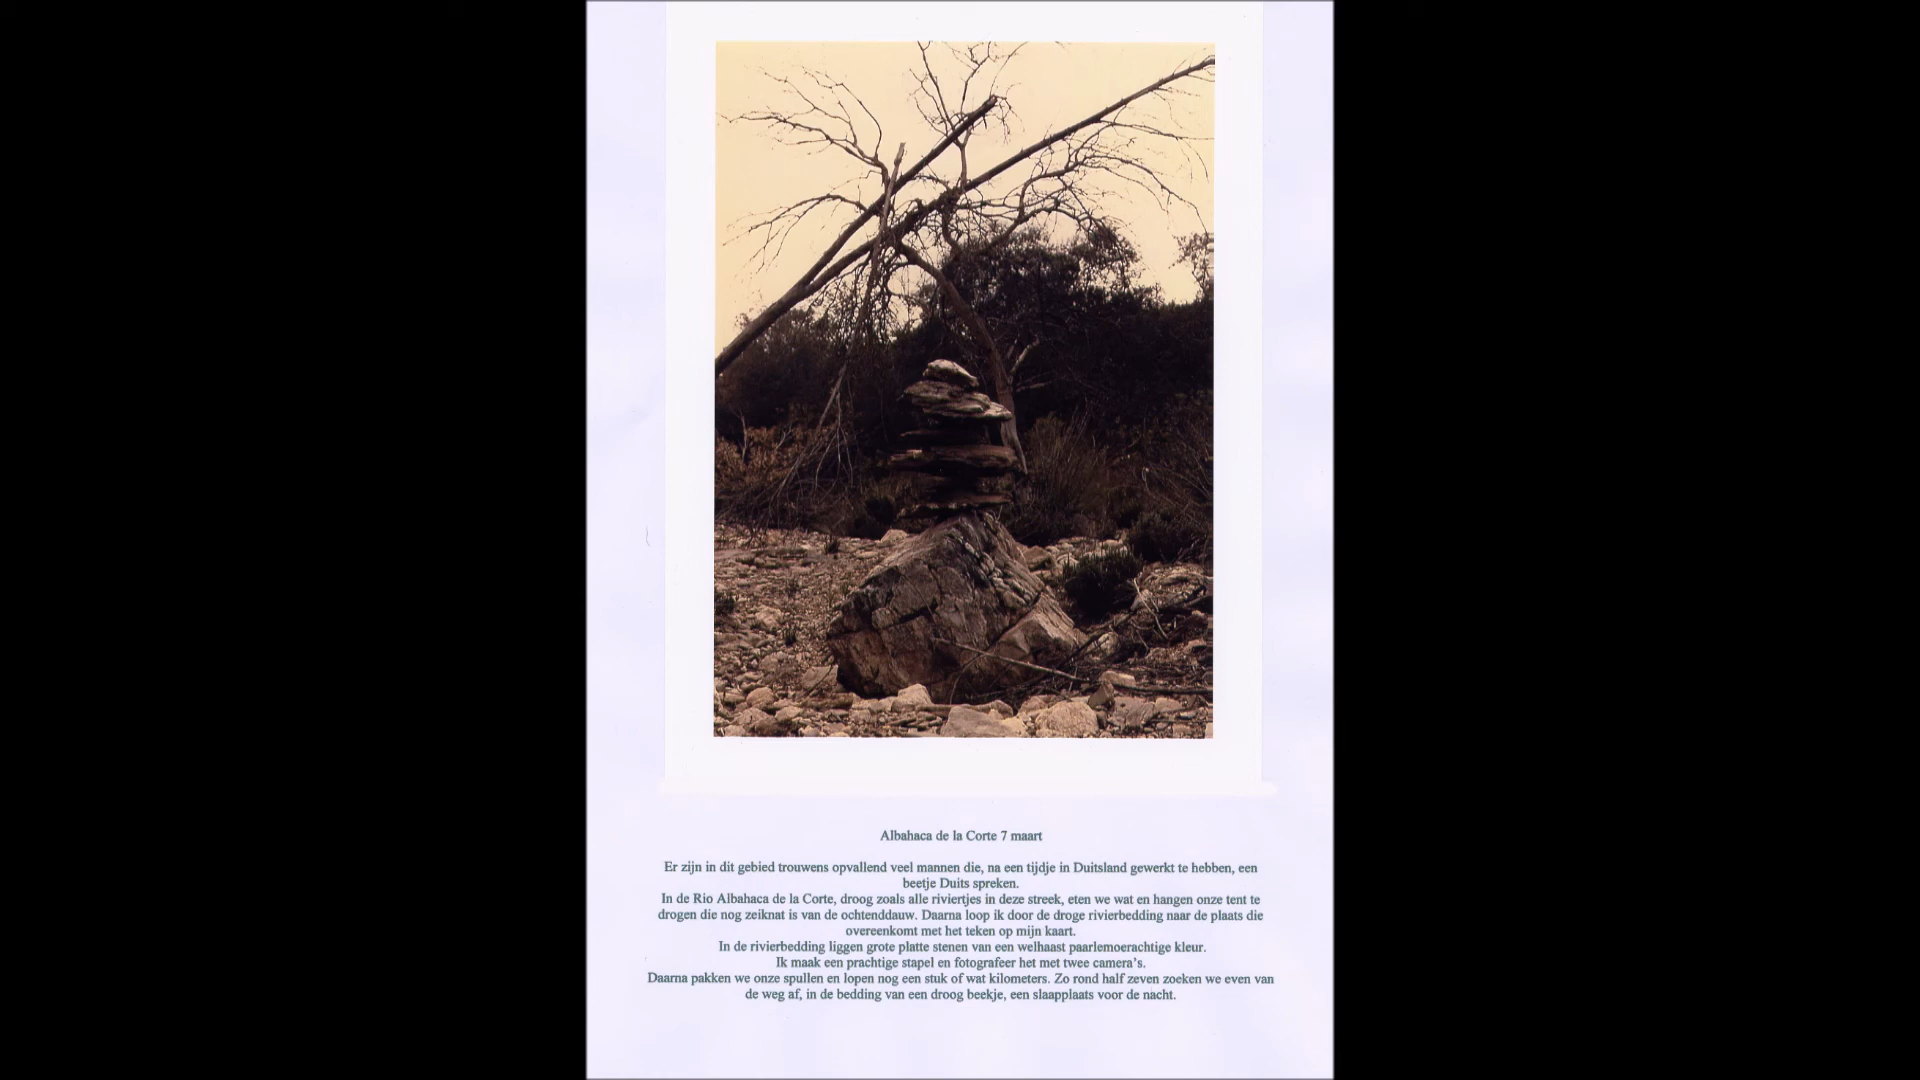 Albahaca de la Corte 7 maart
Er zijn in dit gebied trouwens opvallend veel mannen die, na een tijdje in Duitsland gewerkt te hebben, een
beetje Duits spreken.
In de Rio Albahaca de la Corte, droog zoals alle riviertjes in deze streek, eten we wat en hangen onze tent te
drogen die nog zeiknat is van de ochtenddauw. Daarna loop ik door de droge rivierbedding naar de plaats die
overeenkomt met het teken op mijn kaart.
In de rivierbedding liggen grote platte stenen van een welhaast paarlemoerachtige kleur.
Ik maak een prachtige stapel en fotografeer het met twee camera's.
Daarna pakken we onze spullen en lopen nog een stuk of wat kilometers. Zo rond half zeven zoeken we even van
de weg af, in de bedding van een droog beekje, een slaapplaats voor de nacht.